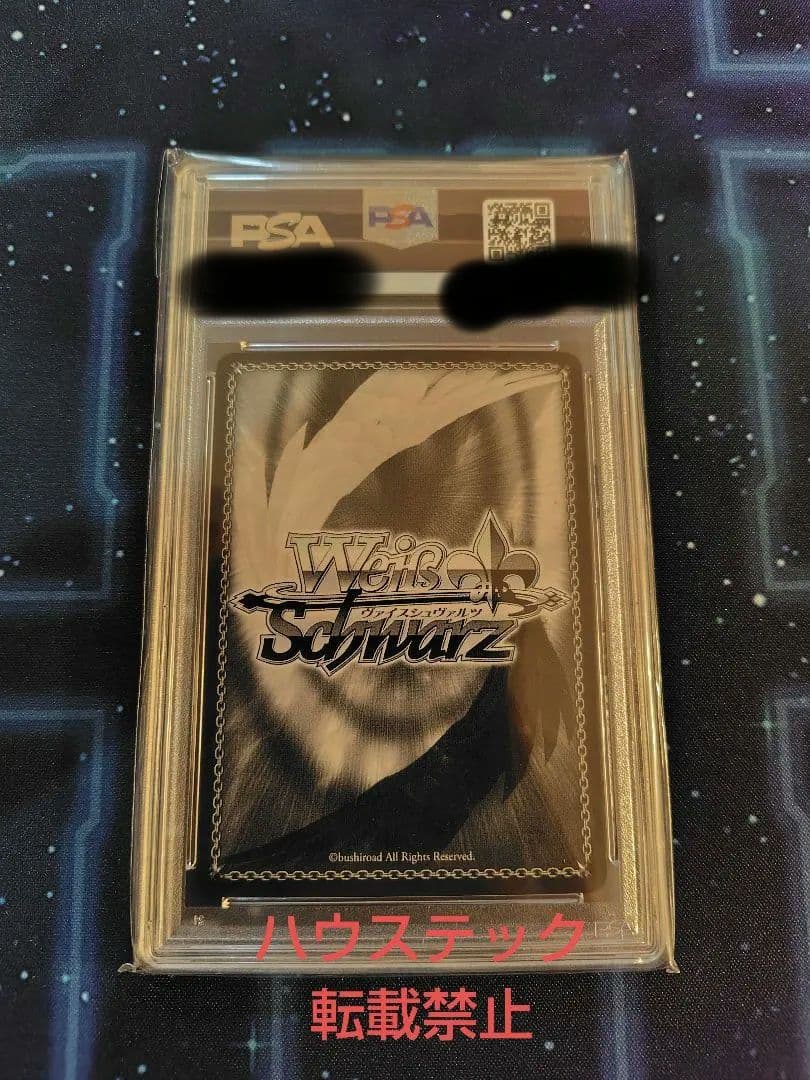 PSA
PSA
Weiß
ヴァイスシュヴァルツ
Schwarz
©bushiroad All Rights Reserved.
ハウステック
転載禁止